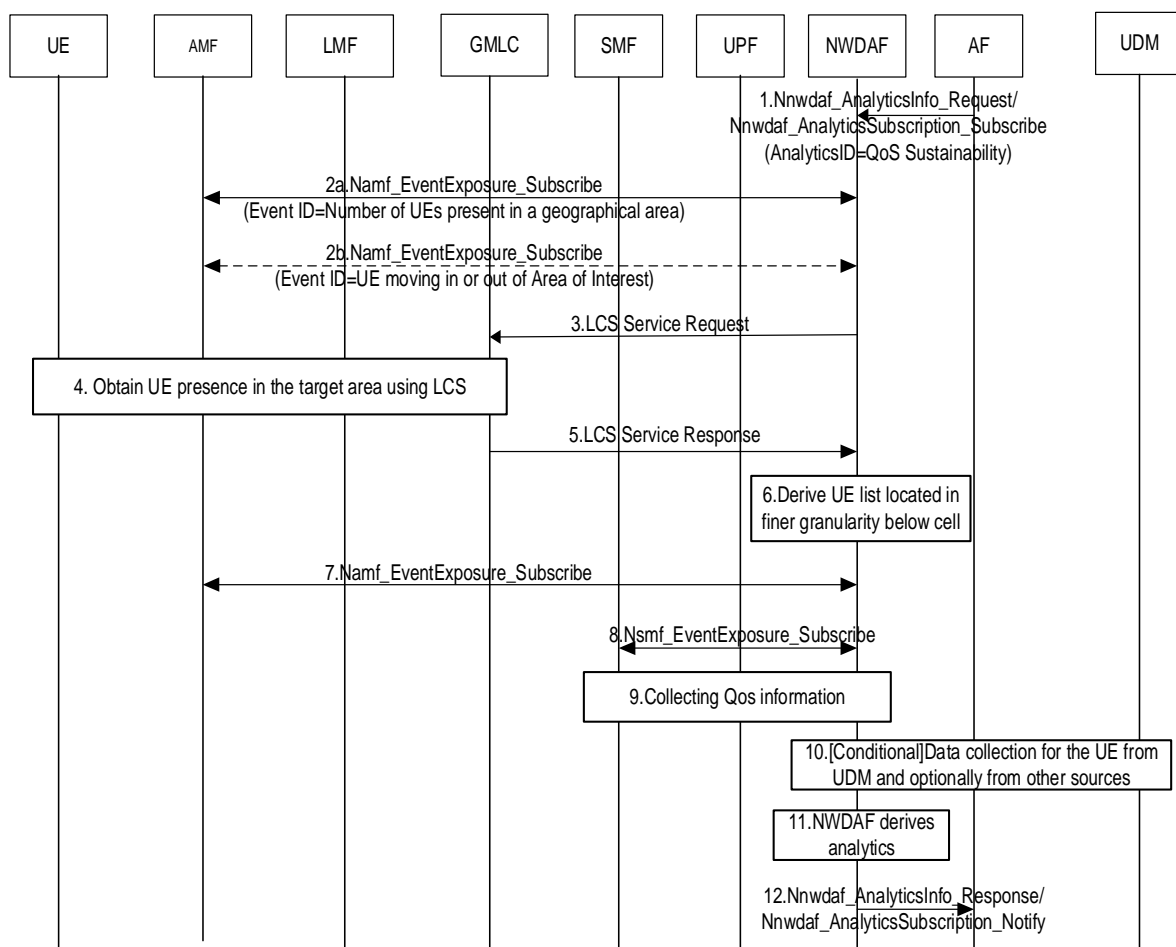 UE
AMF
LMF
GMLC
SMF
UPF
NWDAF
AF
UDM
1.Nnwdaf_AnalyticsInfo_Request/
Nnwdaf_AnalyticsSubscription_Subscribe
(AnalyticsID=QoS Sustainability)
2a.Namf_EventExposure_Subscribe
(Event ID=Number of UEs present in a geographical area)
2b.Namf_EventExposure_Subscribe
(Event ID=UE moving in or out of Area of Interest)
3.LCS Service Request
4. Obtain UE presence in the target area using LCS
5.LCS Service Response
6.Derive UE list located in
finer granularity below cell
7.Namf_EventExposure_Subscribe
8.Nsmf_EventExposure_Subscribe
9.Collecting Qos information
10.[Conditional]Data collection for the UE from
UDM and optionally from other sources
11.NWDAF derives
analytics
12.Nnwdaf_AnalyticsInfo_Response/
Nnwdaf_AnalyticsSubscription_Notify